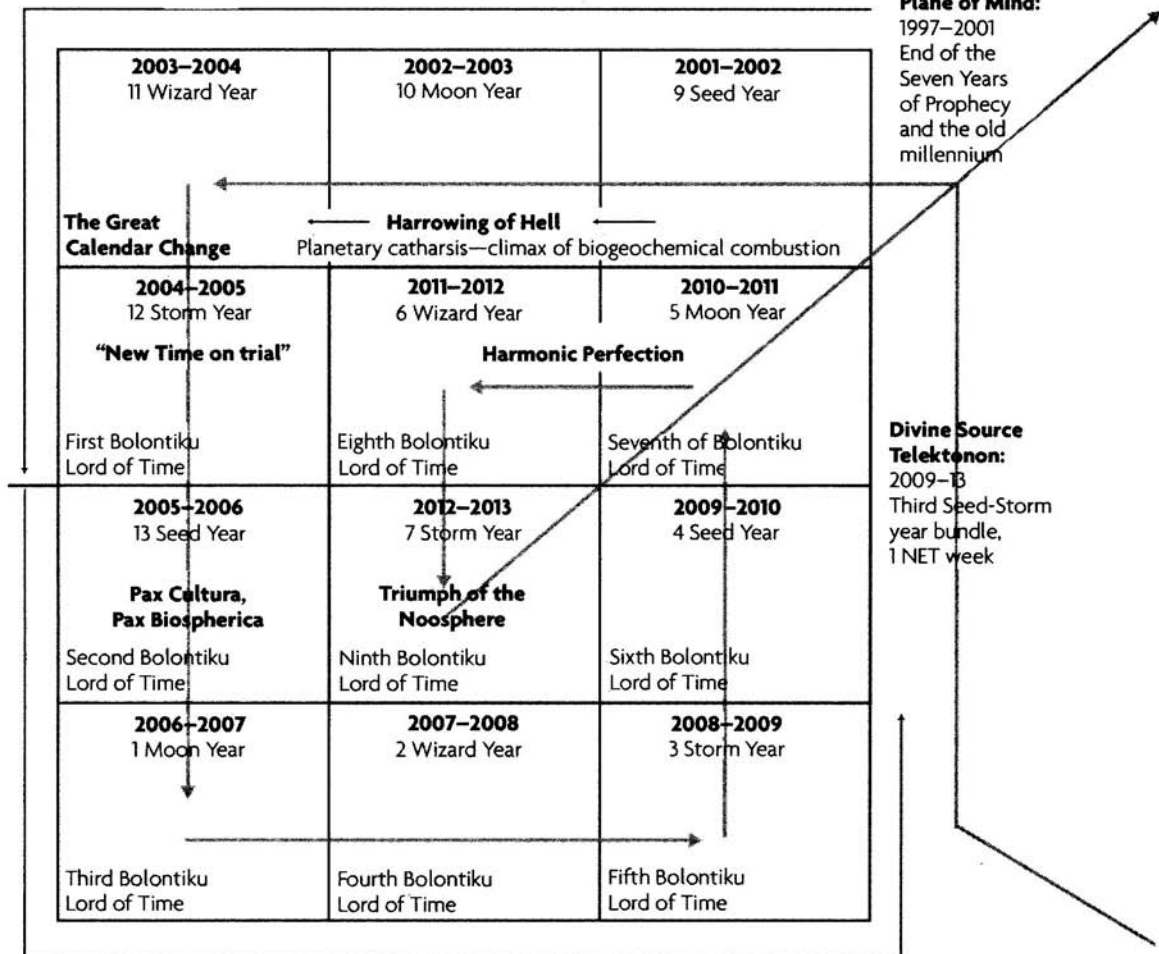 Plane of Mind:
1997–2001
End of the
Seven Years
of Prophecy
and the old
millennium
2003–2004
11 Wizard Year
2002–2003
10 Moon Year
2001–2002
9 Seed Year
The Great
Calendar Change
Harrowing of Hell
Planetary catharsis—climax of biogeochemical combustion
2004–2005
12 Storm Year
"New Time on trial"
First Bolontiku
Lord of Time
2011–2012
6 Wizard Year
2010–2011
5 Moon Year
Harmonic Perfection
Eighth Bolontiku
Lord of Time
Seventh of Bolontiku
Lord of Time
Divine Source
Telektonon:
2009–13
Third Seed-Storm
year bundle,
1 NET week
2005–2006
13 Seed Year
Pax Cultura,
Pax Biospherica
Second Bolontiku
Lord of Time
2012–2013
7 Storm Year
Triumph of the
Noosphere
Ninth Bolontiku
Lord of Time
2009–2010
4 Seed Year
Sixth Bolontiku
Lord of Time
2006–2007
1 Moon Year
Third Bolontiku
Lord of Time
2007–2008
2 Wizard Year
Fourth Bolontiku
Lord of Time
2008–2009
3 Storm Year
Fifth Bolontiku
Lord of Time